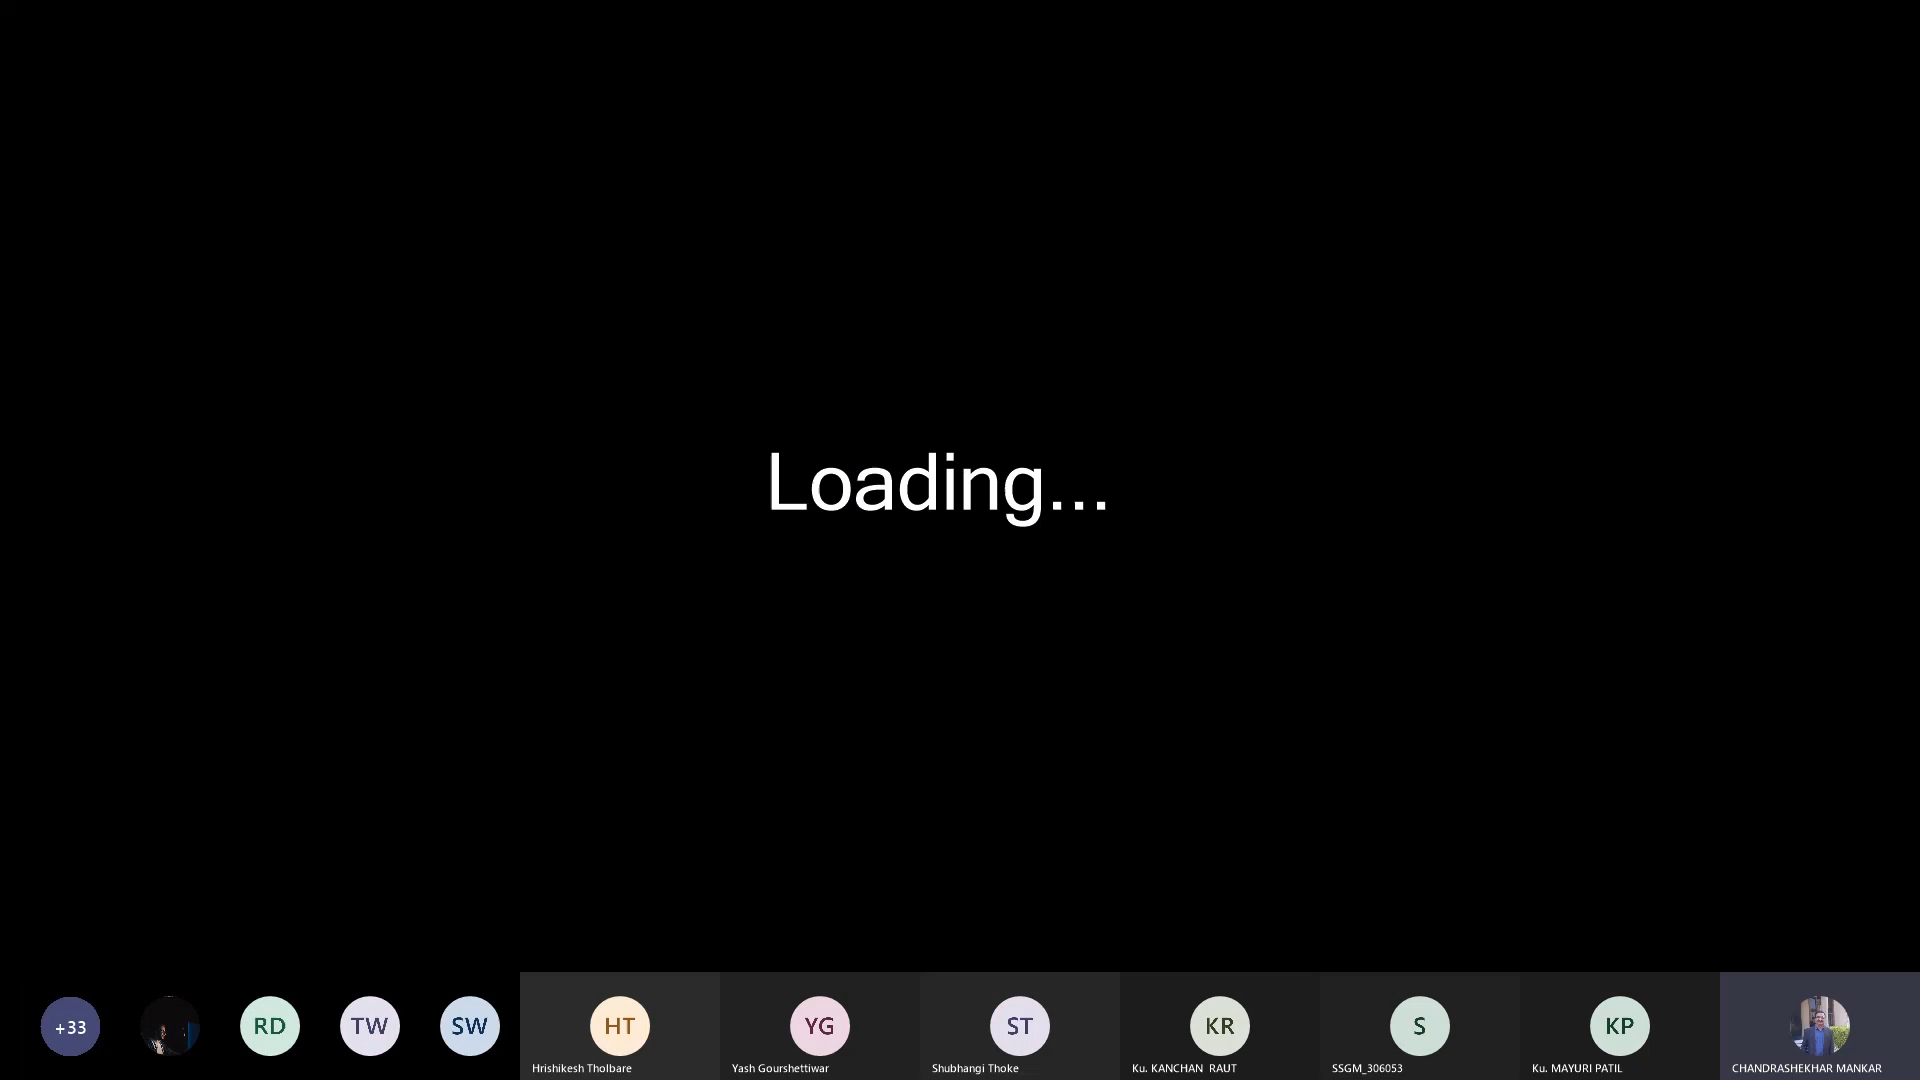 Loading...
+33
RD
TW
SW
HT
YG
ST
KR
S
KP
Hrishikesh Tholbare
Yash Gourshettiwar
Shubhangi Thoke
Ku. KANCHAN RAUT
SSGM_306053
Ku. MAYURI PATIL
CHANDRASHEKHAR MANKAR